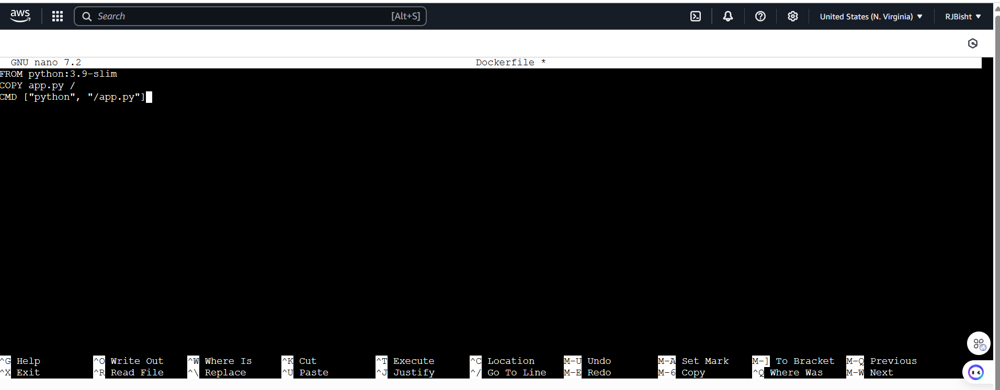 aws
Search [Alt+S]
United States (N. Virginia) ▼
RJBisht ▼
GNU nano 7.2 Dockerfile *
FROM python:3.9-slim
COPY app.py /
CMD ["python", "/app.py"]
^G Help ^O Write Out ^W Where Is ^K Cut ^T Execute ^C Location M-U Undo M-A Set Mark M-] To Bracket M-Q Previous
^X Exit ^R Read File ^\ Replace ^U Paste ^J Justify ^/ Go To Line M-E Redo M-6 Copy ^Q Where Was M-W Next